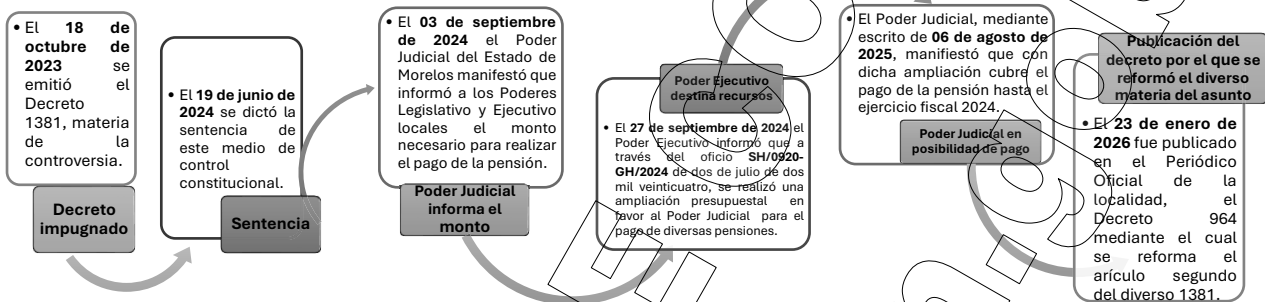 • El 18 de
octubre de
2023 se
emitió el
Decreto
1381, materia
de la
controversia.
Decreto
impugnado
• El 19 de junio de
2024 se dictó la
sentencia de
este medio de
control
constitucional.
Sentencia
• El 03 de septiembre
de 2024 el Poder
Judicial del Estado de
Morelos manifestó que
informó a los Poderes
Legislativo y Ejecutivo
locales el monto
necesario para realizar
el pago de la pensión.
Poder Judicial
informa el
monto
Poder Ejecutivo
destina recursos
• El 27 de septiembre de 2024 el
Poder Ejecutivo informó que a
través del oficio SH/0920-
GH/2024 de dos de julio de dos
mil veinticuatro, se realizó una
ampliación presupuestal en
favor al Poder Judicial para el
pago de diversas pensiones.
• El Poder Judicial, mediante
escrito de 06 de agosto de
2025, manifiestó que con
dicha ampliación cubre el
pago de la pensión hasta el
ejercicio fiscal 2024.
Poder Judicial en
posibilidad de pago
Publicación del
decreto por el que se
reformó el diverso
materia del asunto
• El 23 de enero de
2026 fue publicado
en el Periódico
Oficial de la
localidad, el
Decreto 964
mediante el cual
se reforma el
arículo segundo
del diverso 1381.